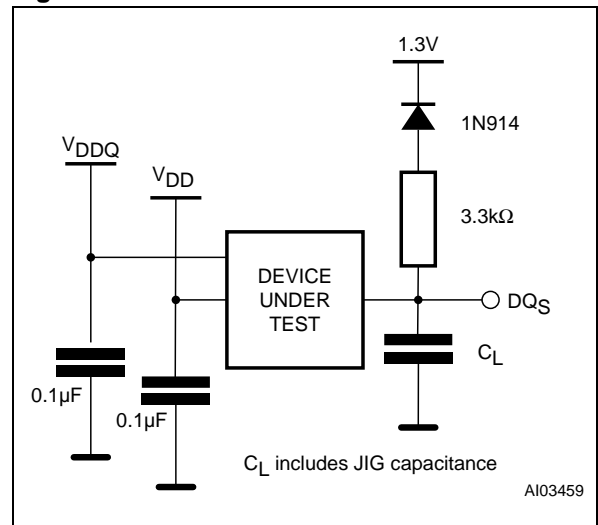 1.3V
1N914
VDDQ
VDD
3.3kΩ
DEVICE
UNDER
TEST
DQS
CL
0.1µF
0.1µF
CL includes JIG capacitance
AI03459